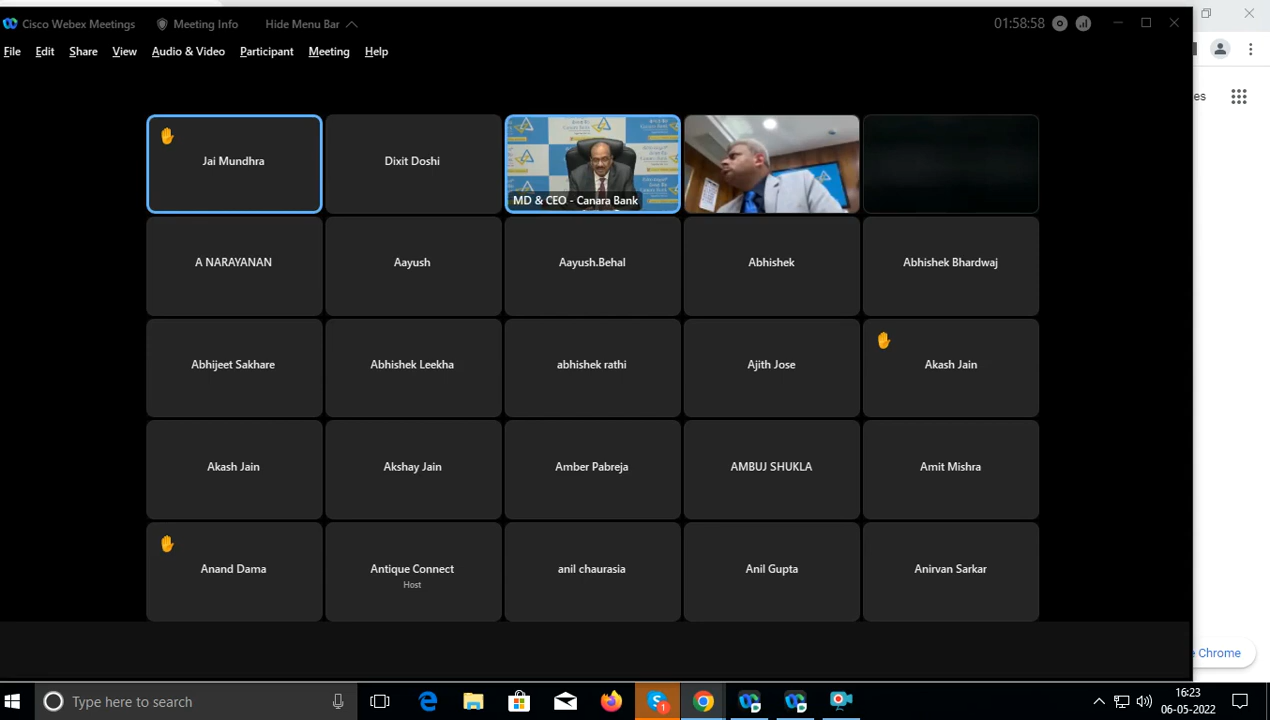 Cisco Webex Meetings
Meeting Info
Hide Menu Bar
01:58:58
File Edit Share View Audio & Video Participant Meeting Help
es
Jai Mundhra
Dixit Doshi
MD & CEO - Canara Bank
A NARAYANAN
Aayush
Aayush.Behal
Abhishek
Abhishek Bhardwaj
Abhijeet Sakhare
Abhishek Leekha
abhishek rathi
Ajith Jose
Akash Jain
Akash Jain
Akshay Jain
Amber Pabreja
AMBUJ SHUKLA
Amit Mishra
Anand Dama
Antique Connect
Host
anil chaurasia
Anil Gupta
Anirvan Sarkar
e Chrome
Type here to search
1
16:23
06-05-2022